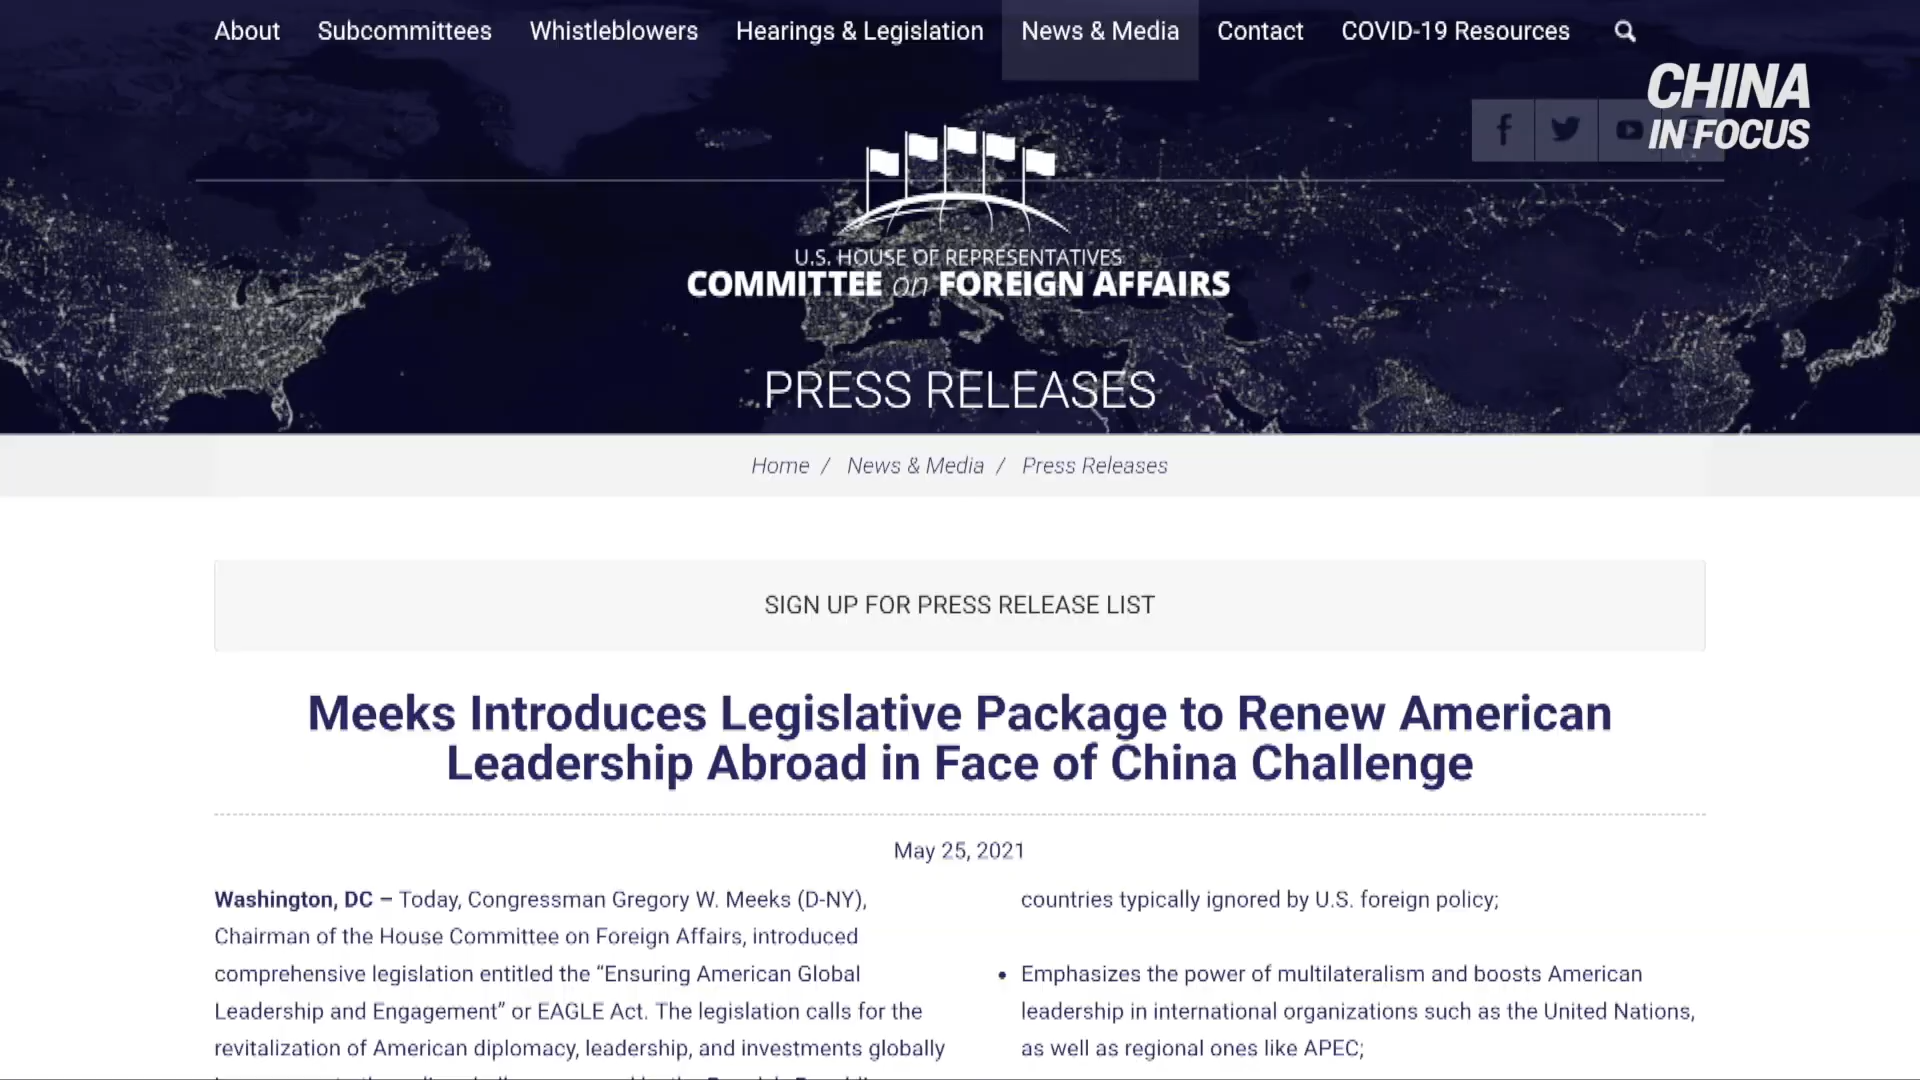 About Subcommittees Whistleblowers Hearings & Legislation News & Media Contact COVID-19 Resources
CHINA
IN FOCUS
U.S. HOUSE OF REPRESENTATIVES
COMMITTEE on FOREIGN AFFAIRS
PRESS RELEASES
Home / News & Media / Press Releases
SIGN UP FOR PRESS RELEASE LIST
Meeks Introduces Legislative Package to Renew American
Leadership Abroad in Face of China Challenge
May 25, 2021
Washington, DC – Today, Congressman Gregory W. Meeks (D-NY),
Chairman of the House Committee on Foreign Affairs, introduced
comprehensive legislation entitled the “Ensuring American Global
Leadership and Engagement” or EAGLE Act. The legislation calls for the
revitalization of American diplomacy, leadership, and investments globally
countries typically ignored by U.S. foreign policy;
• Emphasizes the power of multilateralism and boosts American
leadership in international organizations such as the United Nations,
as well as regional ones like APEC;